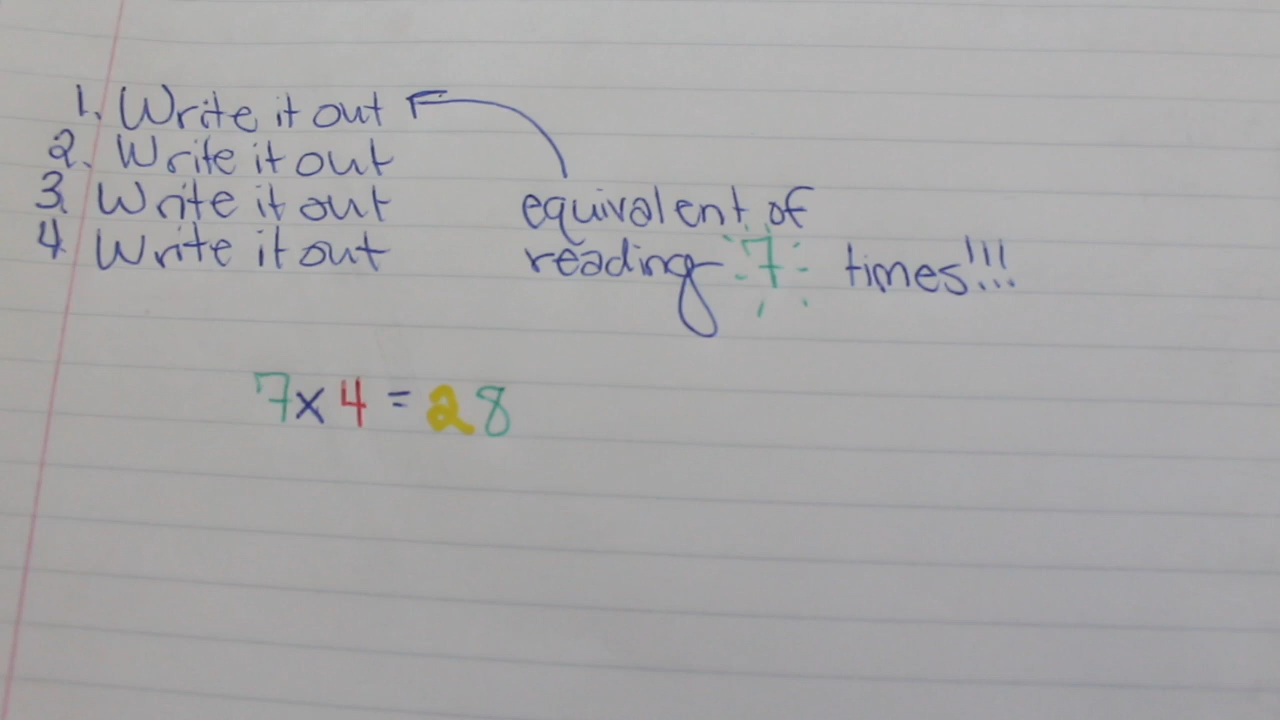 1. Write it out
2. Write it out
3. Write it out
4. Write it out
equivalent of
reading 7 times!!!
7x4=28